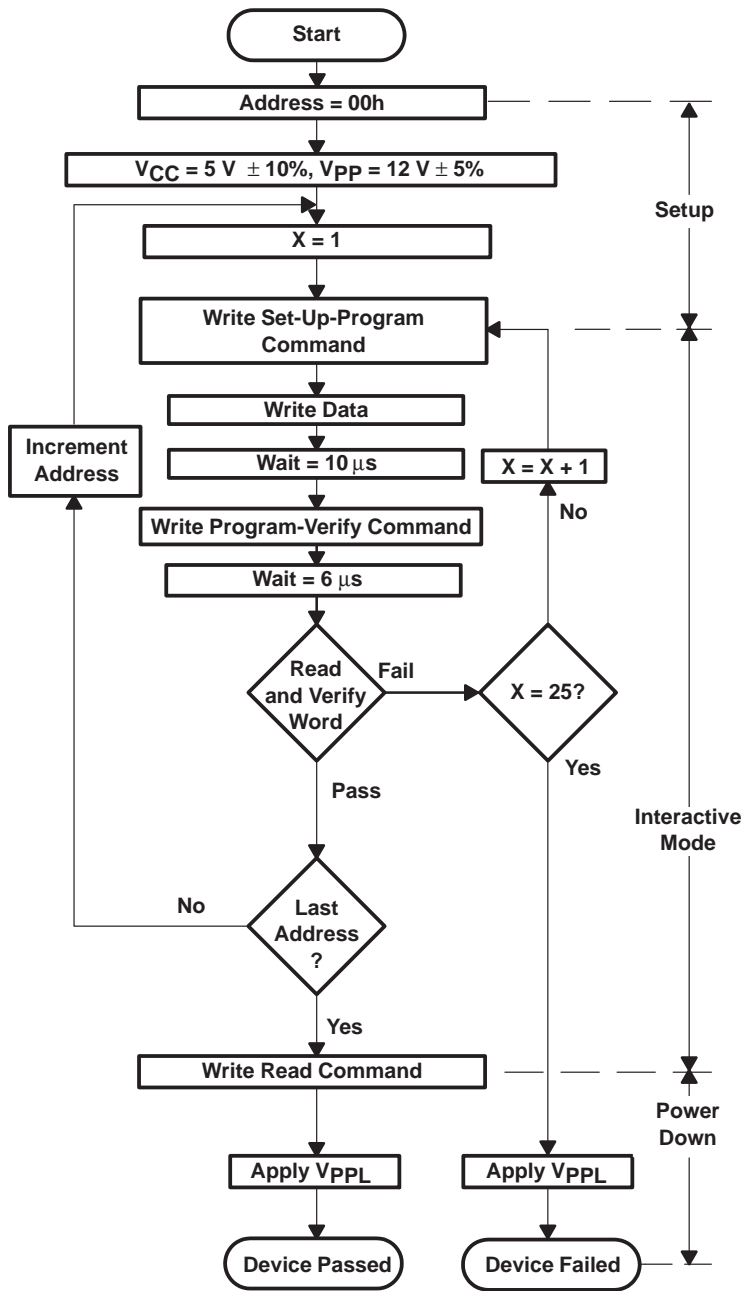 Start
Address = 00h
VCC = 5 V ± 10%, VPP = 12 V ± 5%
Setup
X = 1
Write Set-Up-Program
Command
Write Data
Increment
Address
Wait = 10 µs
X = X + 1
No
Write Program-Verify Command
Wait = 6 µs
Read
and Verify
Word
Fail
X = 25?
Yes
Pass
Interactive
Mode
No
Last
Address
?
Yes
Write Read Command
Power
Down
Apply VPPL
Apply VPPL
Device Passed
Device Failed